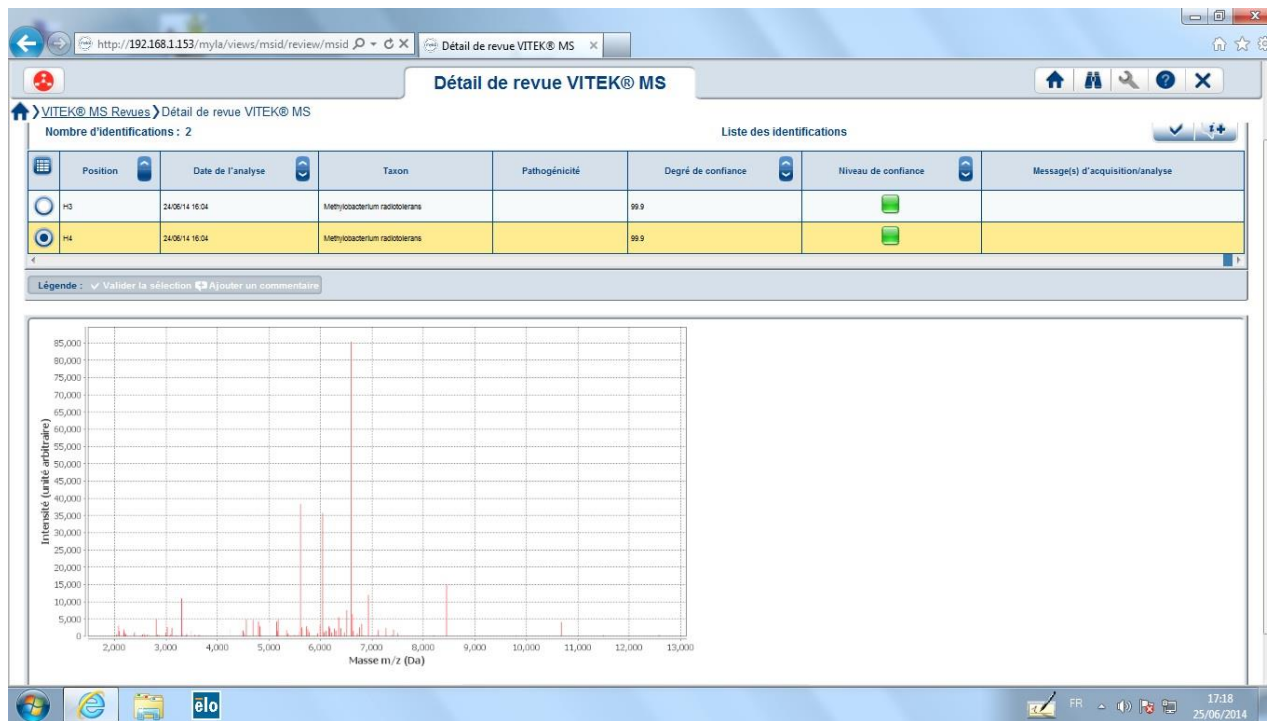 http://192.168.1.153/myla/views/msid/review/msid
Détail de revue VITEK® MS
Détail de revue VITEK® MS
VITEK® MS Revues Détail de revue VITEK® MS
Nombre d'identifications : 2 Liste des identifications
Position Date de l'analyse Taxon Pathogénicité Degré de confiance Niveau de confiance Message(s) d'acquisition/analyse
H3 24/06/14 16:04 Methylobacterium radiotolerans 99.9
H4 24/06/14 16:04 Methylobacterium radiotolerans 99.9
Légende : Valider la sélection Ajouter un commentaire
85,000
80,000
75,000
70,000
65,000
60,000
55,000
50,000
45,000
40,000
35,000
30,000
25,000
20,000
15,000
10,000
5,000
0
Intensité (unité arbitraire)
2,000 3,000 4,000 5,000 6,000 7,000 8,000 9,000 10,000 11,000 12,000 13,000
Masse m/z (Da)
ēlo
FR
17:18
25/06/2014